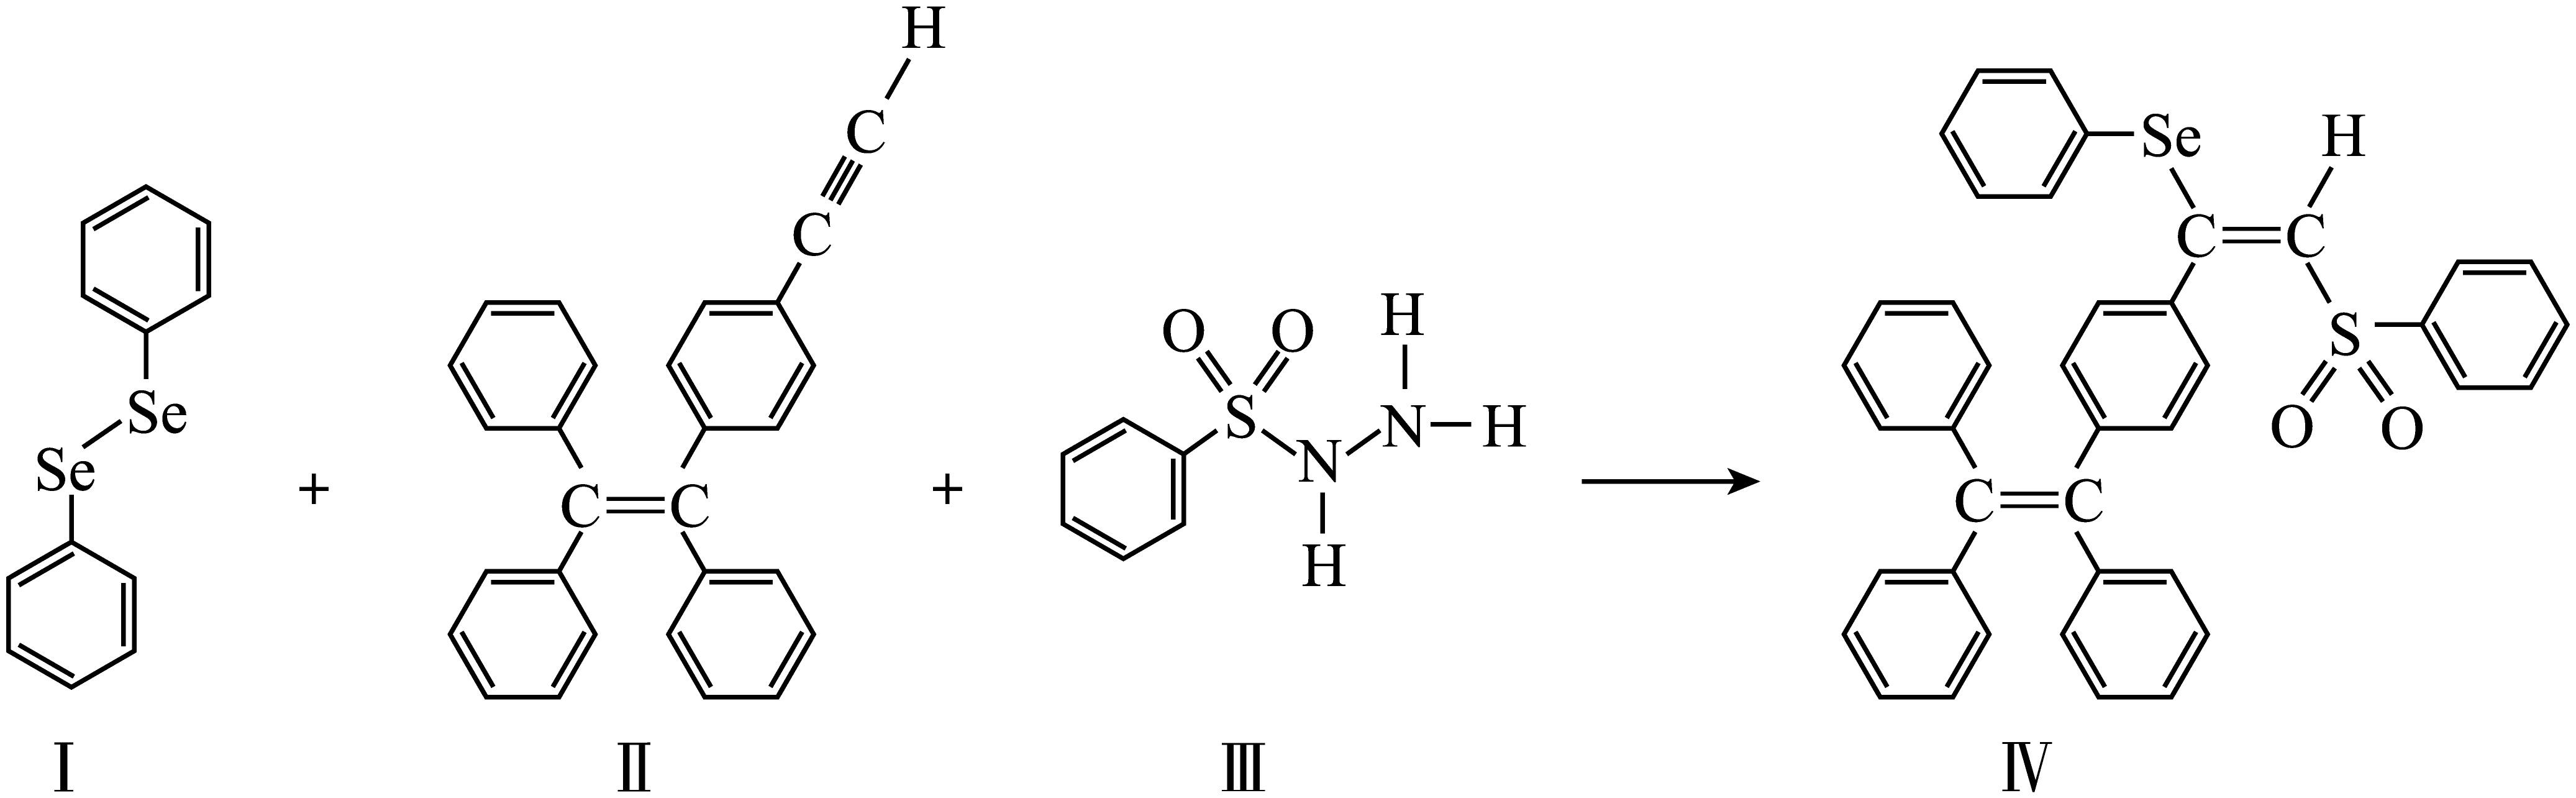 H
C
C
Se
Se
+
C=C
+
O O
S
N
H
N—H
H
Se
H
C=C
S
O O
C=C
I
II
III
IV